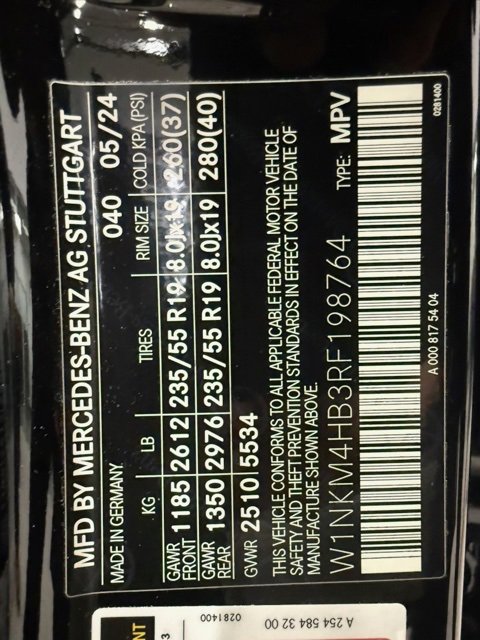 MFD BY MERCEDES-BENZ AG STUTTGART
MADE IN GERMANY 040 05/24
KG LB TIRES RIM SIZE COLD KPA (PSI)
GAWR FRONT 1185 2612 235/55 R19 8.0Jx19 260(37)
GAWR REAR 1350 2976 235/55 R19 8.0Jx19 280(40)
GVWR 2510 5534
THIS VEHICLE CONFORMS TO ALL APPLICABLE FEDERAL MOTOR VEHICLE
SAFETY AND THEFT PREVENTION STANDARDS IN EFFECT ON THE DATE OF
MANUFACTURE SHOWN ABOVE.
W1NKM4HB3RF198764 TYPE: MPV
A 000 817 54 04
0281400
0281400
A 254 584 32 00